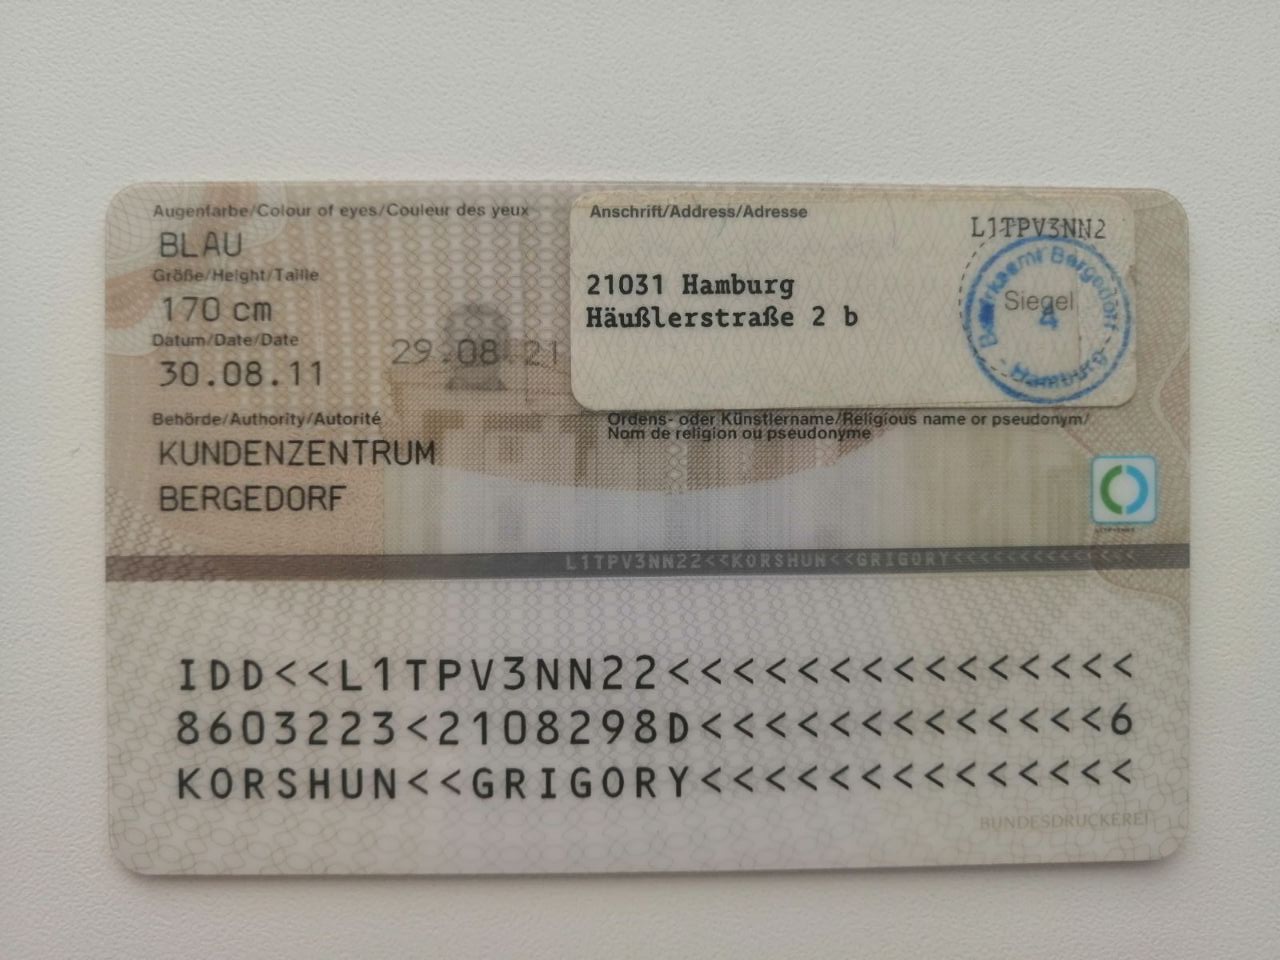 Augenfarbe/Colour of eyes/Couleur des yeux
BLAU
Größe/Height/Taille
170 cm
Datum/Date/Date
30.08.11
29.08.21
Behörde/Authority/Autorité
KUNDENZENTRUM
BERGEDORF
Anschrift/Address/Adresse
L1TPV3NN2
21031 Hamburg
Häußlerstraße 2 b
Siegel
Bezirksamt Bergedorf
4
Hamburg
Ordens- oder Künstlername/Religious name or pseudonym/
Nom de religion ou pseudonyme
L1TPV3NN22<<KORSHUN<<GRIGORY<<<<<<<<<<<<<
IDD<<L1TPV3NN22<<<<<<<<<<<<<<<
8603223<2108298D<<<<<<<<<<<<<6
KORSHUN<<GRIGORY<<<<<<<<<<<<<<
BUNDESDRUCKEREI